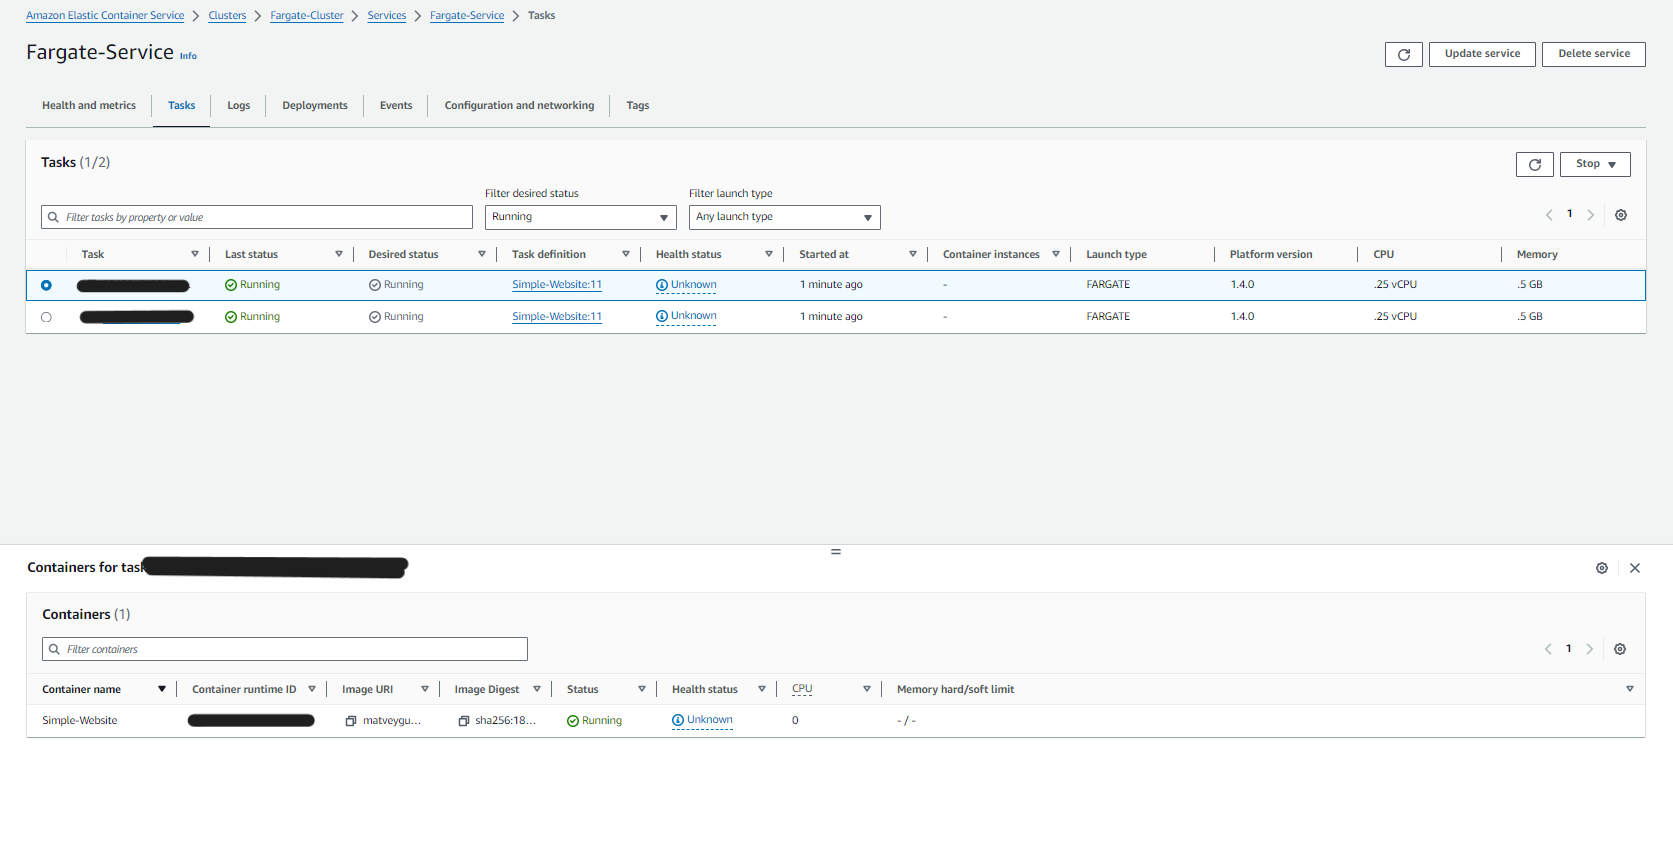 Amazon Elastic Container Service > Clusters > Fargate-Cluster > Services > Fargate-Service > Tasks
Fargate-Service Info
Update service Delete service
Health and metrics Tasks Logs Deployments Events Configuration and networking Tags
Tasks (1/2)
Stop
Filter desired status Filter launch type
Filter tasks by property or value Running Any launch type 1
Task Last status Desired status Task definition Health status Started at Container instances Launch type Platform version CPU Memory
Running Running Simple-Website:11 Unknown 1 minute ago - FARGATE 1.4.0 .25 vCPU .5 GB
Running Running Simple-Website:11 Unknown 1 minute ago - FARGATE 1.4.0 .25 vCPU .5 GB
Containers for task
Containers (1)
Filter containers 1
Container name Container runtime ID Image URI Image Digest Status Health status CPU Memory hard/soft limit
Simple-Website matveygu... sha256:18... Running Unknown 0 - / -